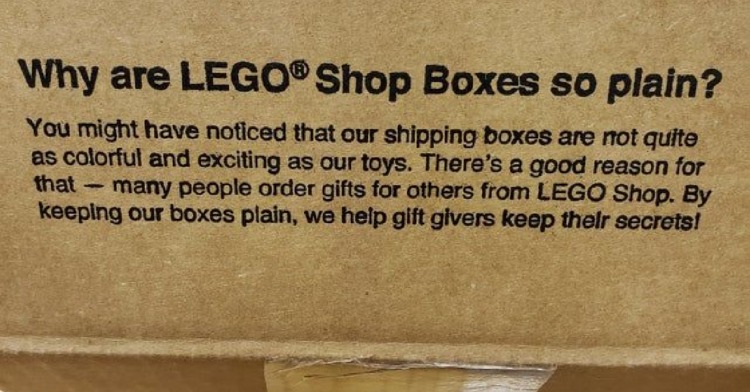 Why are LEGO® Shop Boxes so plain?
You might have noticed that our shipping boxes are not quite
as colorful and exciting as our toys. There's a good reason for
that — many people order gifts for others from LEGO Shop. By
keeping our boxes plain, we help gift givers keep their secrets!